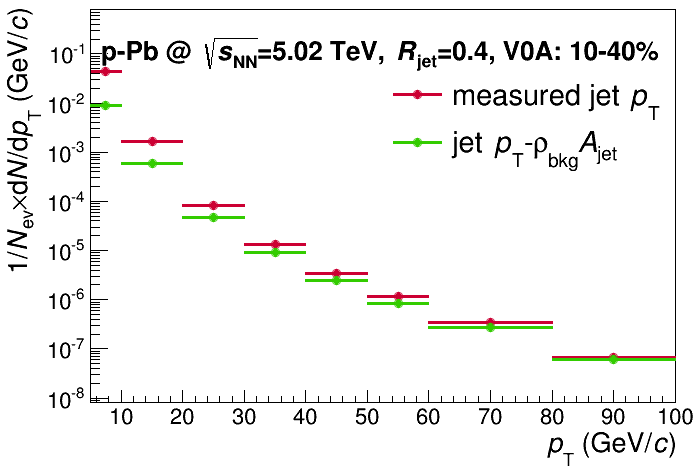 p-Pb @ √sNN=5.02 TeV, Rjet=0.4, V0A: 10-40%
measured jet pT
jet pT-ρbkgAjet
1/Nev×dN/dpT (GeV/c)
10-1
10-2
10-3
10-4
10-5
10-6
10-7
10-8
10 20 30 40 50 60 70 80 90 100
pT (GeV/c)